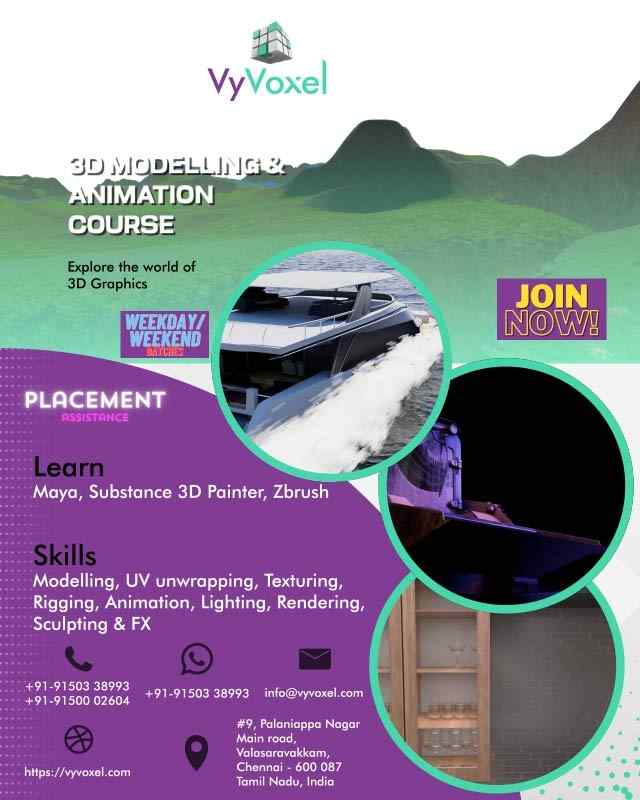 VyVoxel
3D MODELLING &
ANIMATION
COURSE
Explore the world of
3D Graphics
WEEKDAY/
WEEKEND
BATCHES
JOIN
NOW!
PLACEMENT
ASSISTANCE
Learn
Maya, Substance 3D Painter, Zbrush
Skills
Modelling, UV unwrapping, Texturing,
Rigging, Animation, Lighting, Rendering,
Sculpting & FX
+91-91503 38993
+91-91500 02604
+91-91503 38993
info@vyvoxel.com
https://vyvoxel.com
#9, Palaniappa Nagar
Main road,
Valasaravakkam,
Chennai - 600 087
Tamil Nadu, India